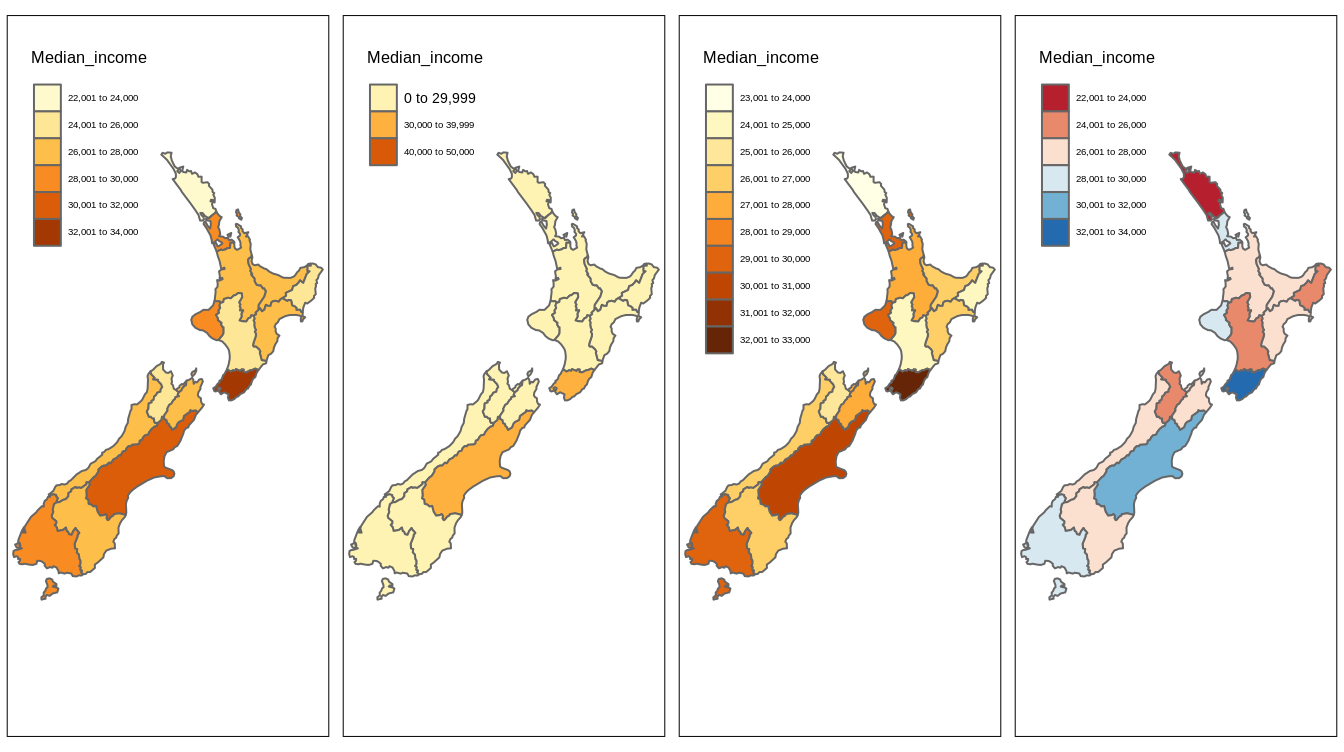 Median_income
22,001 to 24,000
24,001 to 26,000
26,001 to 28,000
28,001 to 30,000
30,001 to 32,000
32,001 to 34,000
Median_income
0 to 29,999
30,000 to 39,999
40,000 to 50,000
Median_income
23,001 to 24,000
24,001 to 25,000
25,001 to 26,000
26,001 to 27,000
27,001 to 28,000
28,001 to 29,000
29,001 to 30,000
30,001 to 31,000
31,001 to 32,000
32,001 to 33,000
Median_income
22,001 to 24,000
24,001 to 26,000
26,001 to 28,000
28,001 to 30,000
30,001 to 32,000
32,001 to 34,000